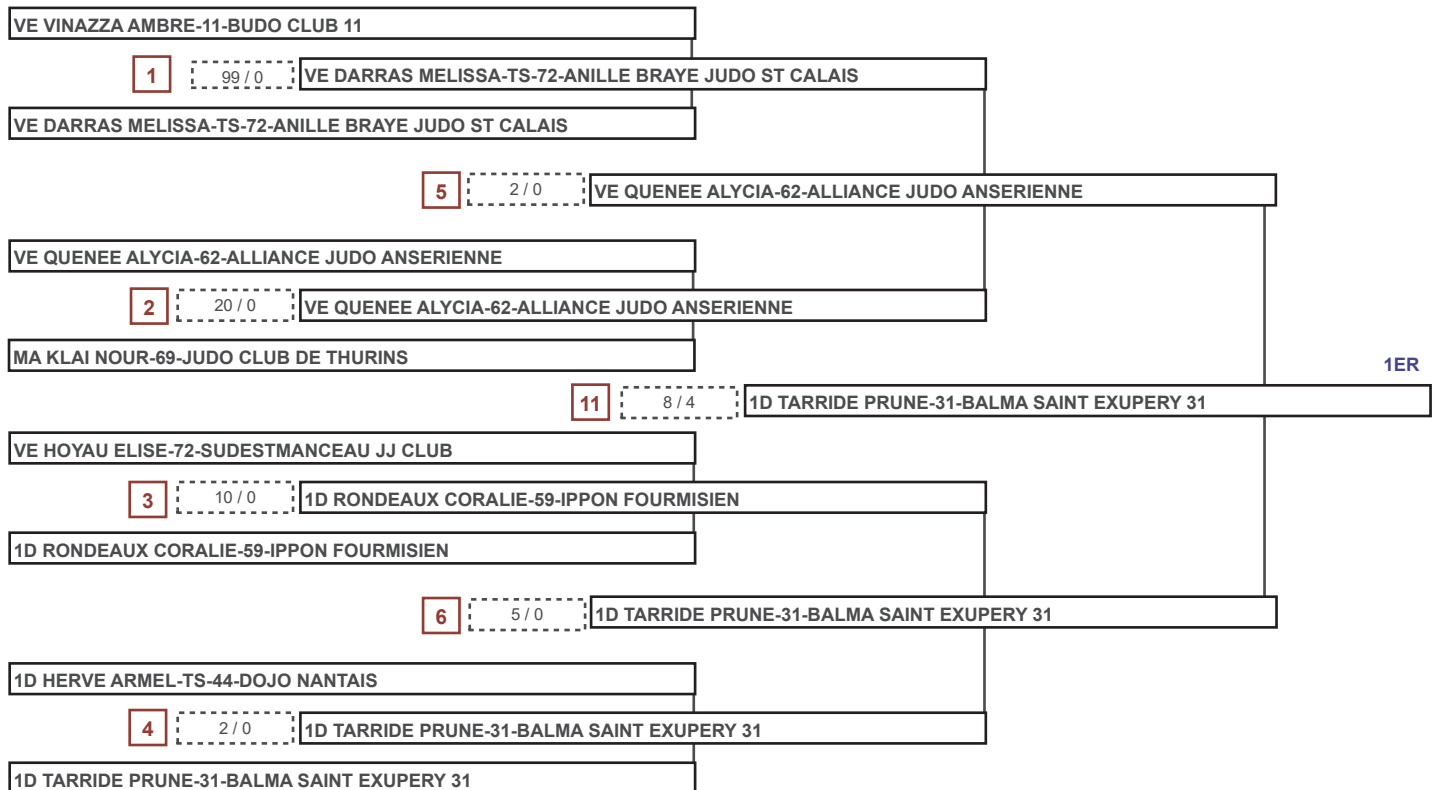 VE VINAZZA AMBRE-11-BUDO CLUB 11
1 99 / 0 VE DARRAS MELISSA-TS-72-ANILLE BRAYE JUDO ST CALAIS
VE DARRAS MELISSA-TS-72-ANILLE BRAYE JUDO ST CALAIS
5 2 / 0 VE QUENEE ALYCIA-62-ALLIANCE JUDO ANSERIENNE
VE QUENEE ALYCIA-62-ALLIANCE JUDO ANSERIENNE
2 20 / 0 VE QUENEE ALYCIA-62-ALLIANCE JUDO ANSERIENNE
MA KLAI NOUR-69-JUDO CLUB DE THURINS
1ER
11 8 / 4 1D TARRIDE PRUNE-31-BALMA SAINT EXUPERY 31
VE HOYAU ELISE-72-SUDESTMANCEAU JJ CLUB
3 10 / 0 1D RONDEAUX CORALIE-59-IPPON FOURMISIEN
1D RONDEAUX CORALIE-59-IPPON FOURMISIEN
6 5 / 0 1D TARRIDE PRUNE-31-BALMA SAINT EXUPERY 31
1D HERVE ARMEL-TS-44-DOJO NANTAIS
4 2 / 0 1D TARRIDE PRUNE-31-BALMA SAINT EXUPERY 31
1D TARRIDE PRUNE-31-BALMA SAINT EXUPERY 31